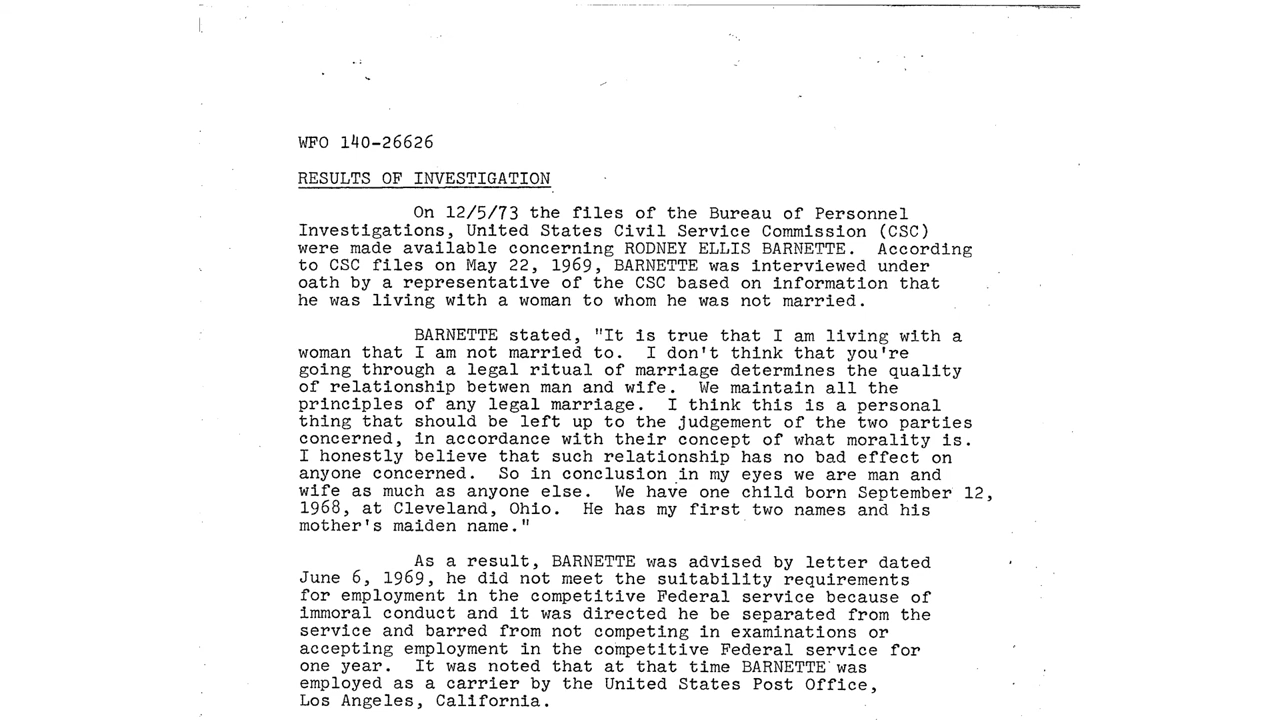 WFO 140-26626
RESULTS OF INVESTIGATION
On 12/5/73 the files of the Bureau of Personnel
Investigations, United States Civil Service Commission (CSC)
were made available concerning RODNEY ELLIS BARNETTE. According
to CSC files on May 22, 1969, BARNETTE was interviewed under
oath by a representative of the CSC based on information that
he was living with a woman to whom he was not married.
BARNETTE stated, "It is true that I am living with a
woman that I am not married to. I don't think that you're
going through a legal ritual of marriage determines the quality
of relationship betwen man and wife. We maintain all the
principles of any legal marriage. I think this is a personal
thing that should be left up to the judgement of the two parties
concerned, in accordance with their concept of what morality is.
I honestly believe that such relationship has no bad effect on
anyone concerned. So in conclusion in my eyes we are man and
wife as much as anyone else. We have one child born September 12,
1968, at Cleveland, Ohio. He has my first two names and his
mother's maiden name."
As a result, BARNETTE was advised by letter dated
June 6, 1969, he did not meet the suitability requirements
for employment in the competitive Federal service because of
immoral conduct and it was directed he be separated from the
service and barred from not competing in examinations or
accepting employment in the competitive Federal service for
one year. It was noted that at that time BARNETTE was
employed as a carrier by the United States Post Office,
Los Angeles, California.